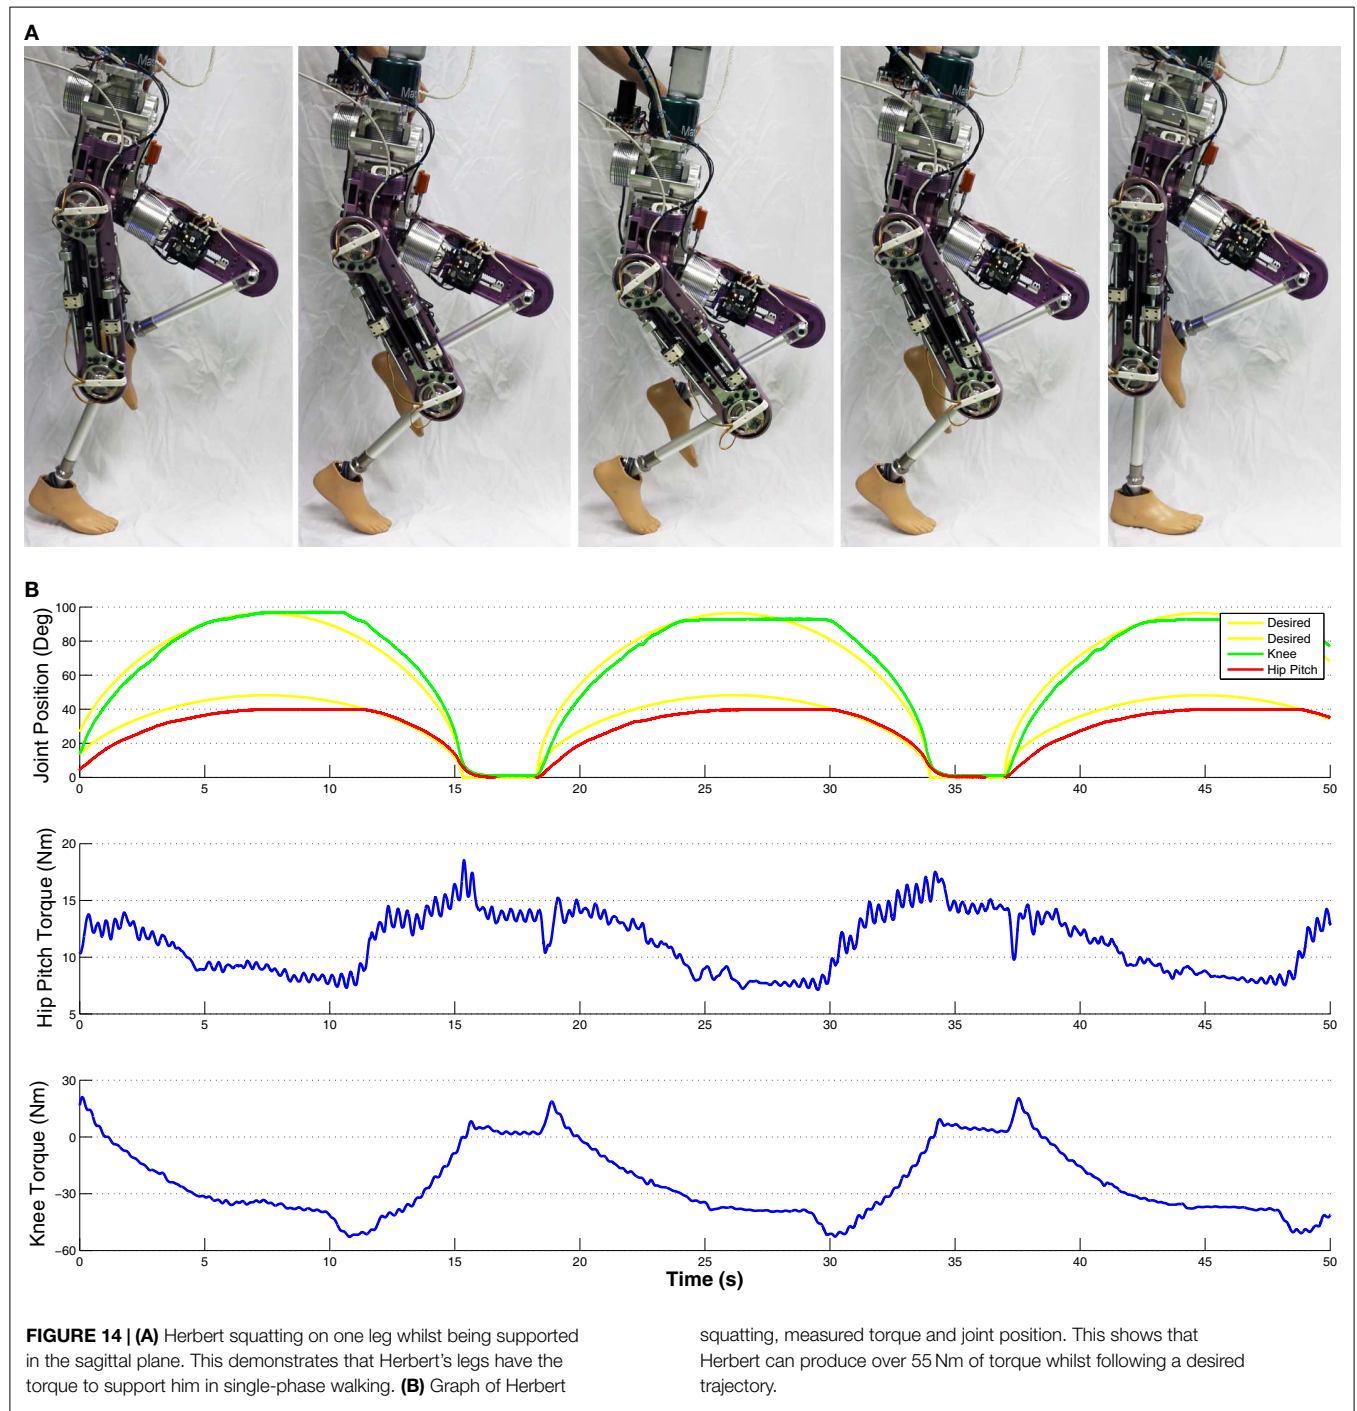 A
Mat
Mat
Mat
Mat
B
Joint Position (Deg)
100
80
60
40
20
0
0 5 10 15 20 25 30 35 40 45 50
Desired
Desired
Knee
Hip Pitch
Hip Pitch Torque (Nm)
20
15
10
5
0 5 10 15 20 25 30 35 40 45 50
Knee Torque (Nm)
30
0
−30
−60
0 5 10 15 20 25 30 35 40 45 50
Time (s)
FIGURE 14 | (A) Herbert squatting on one leg whilst being supported
in the sagittal plane. This demonstrates that Herbert's legs have the
torque to support him in single-phase walking. (B) Graph of Herbert
squatting, measured torque and joint position. This shows that
Herbert can produce over 55 Nm of torque whilst following a desired
trajectory.